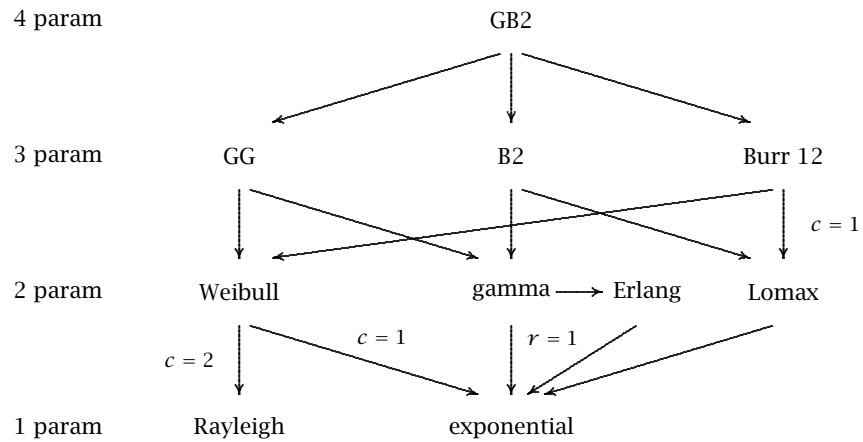 4 param GB2
3 param GG B2 Burr 12
c = 1
2 param Weibull gamma Erlang Lomax
c = 2 c = 1 r = 1
1 param Rayleigh exponential